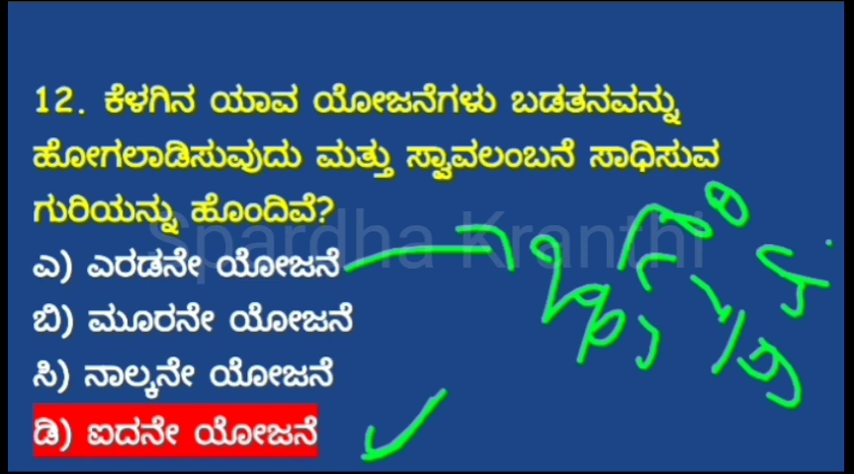 12. ಕೆಳಗಿನ ಯಾವ ಯೋಜನೆಗಳು ಬಡತನವನ್ನು
ಹೋಗಲಾಡಿಸುವುದು ಮತ್ತು ಸ್ವಾವಲಂಬನೆ ಸಾಧಿಸುವ
ಗುರಿಯನ್ನು ಹೊಂದಿವೆ?
Spardha Kranthi
ಎ) ಎರಡನೇ ಯೋಜನೆ
ಬಿ) ಮೂರನೇ ಯೋಜನೆ
ಸಿ) ನಾಲ್ಕನೇ ಯೋಜನೆ
ಡಿ) ಐದನೇ ಯೋಜನೆ